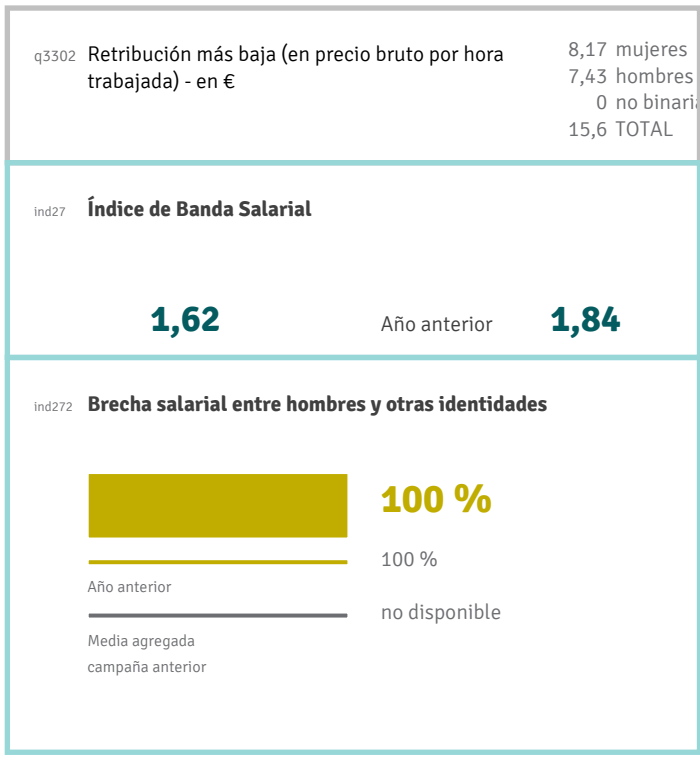 q3302 Retribución más baja (en precio bruto por hora
trabajada) - en €
8,17 mujeres
7,43 hombres
0 no binaria
15,6 TOTAL
ind27 Índice de Banda Salarial
1,62 Año anterior 1,84
ind272 Brecha salarial entre hombres y otras identidades
100 %
100 %
Año anterior
no disponible
Media agregada
campaña anterior